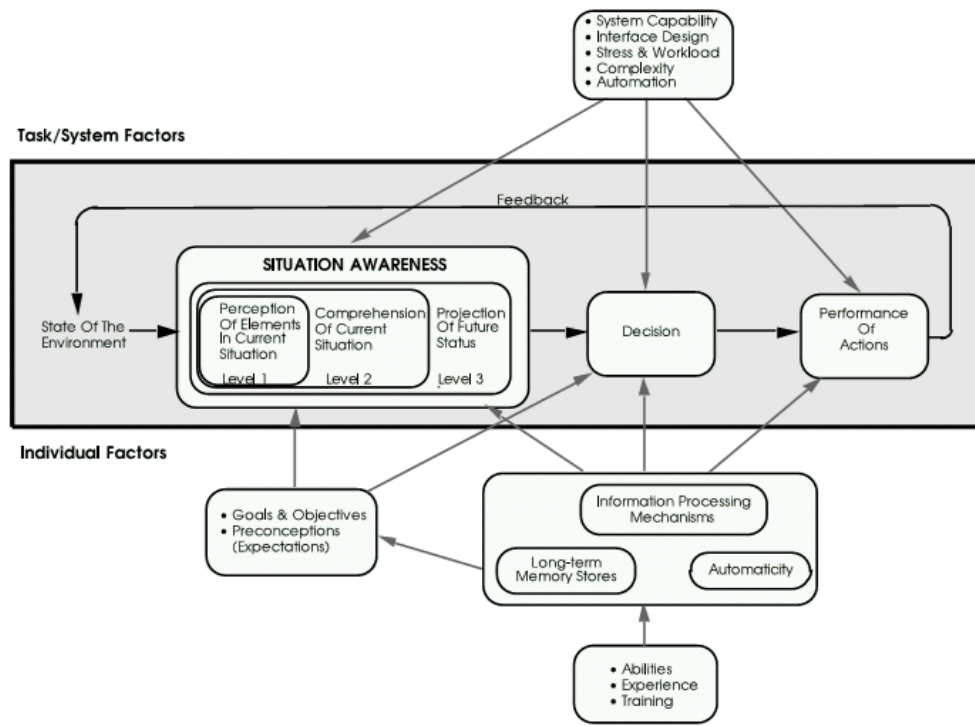 • System Capability
• Interface Design
• Stress & Workload
• Complexity
• Automation
Task/System Factors
Feedback
SITUATION AWARENESS
State Of The
Environment
Perception
Of Elements
In Current
Situation
Level 1
Comprehension
Of Current
Situation
Level 2
Projection
Of Future
Status
Level 3
Decision
Performance
Of
Actions
Individual Factors
• Goals & Objectives
• Preconceptions
(Expectations)
Information Processing
Mechanisms
Long-term
Memory Stores
Automaticity
• Abilities
• Experience
• Training